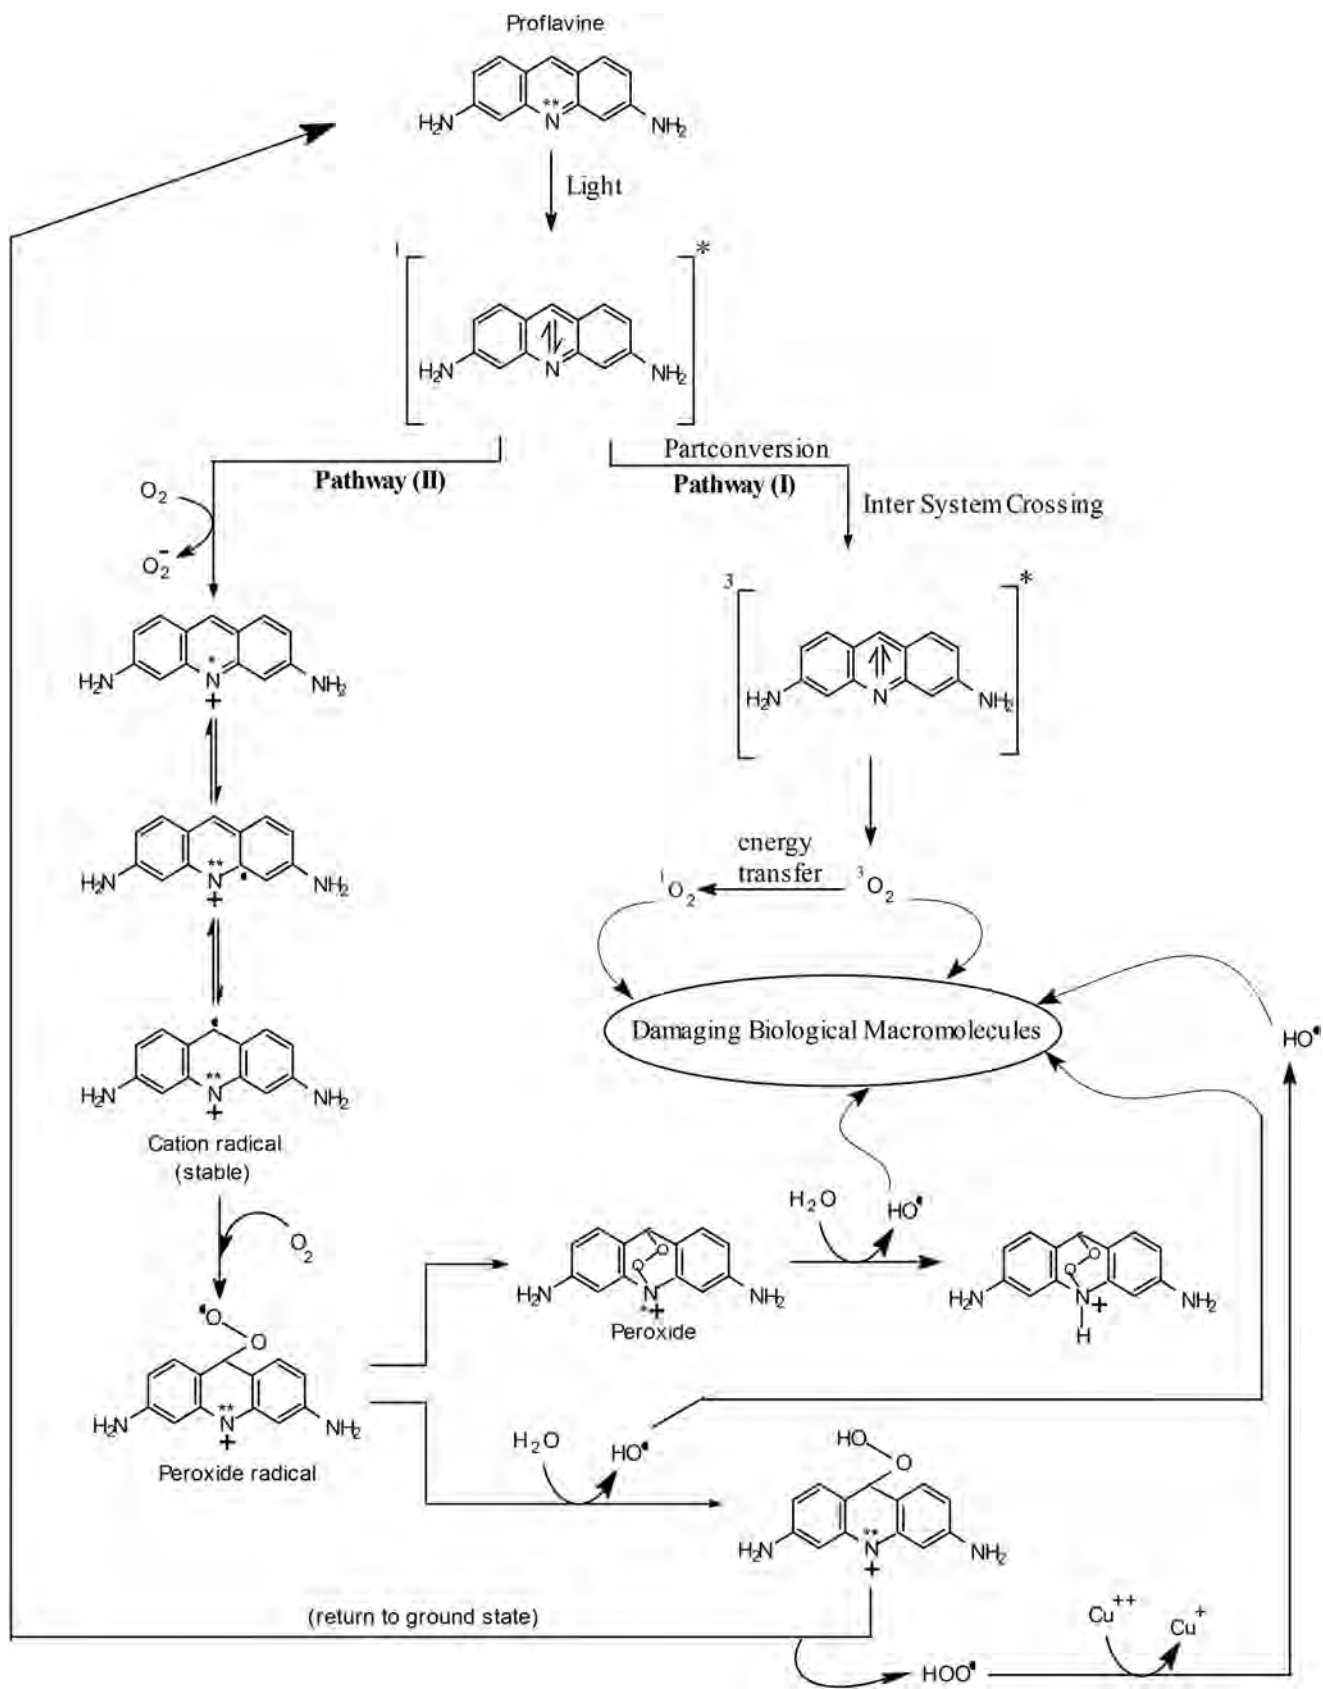 Proflavine
**
H₂N N NH₂
Light
1 *
H₂N N NH₂
Partconversion
Pathway (II) Pathway (I)
O₂
Inter System Crossing
O₂⁻
3 *
*
H₂N N NH₂
+
H₂N N NH₂
**
H₂N N NH₂
+
energy
transfer
¹O₂ ³O₂
Damaging Biological Macromolecules
HO•
**
H₂N N NH₂
+
Cation radical
(stable)
H₂O HO•
O₂
O O
O O
H₂N N NH₂
*+
H₂N N NH₂
+
H
Peroxide
•O
O
**
H₂N N NH₂
+
Peroxide radical
H₂O HO•
HO
O
**
H₂N N NH₂
+
(return to ground state)
Cu⁺⁺ Cu⁺
HOO•